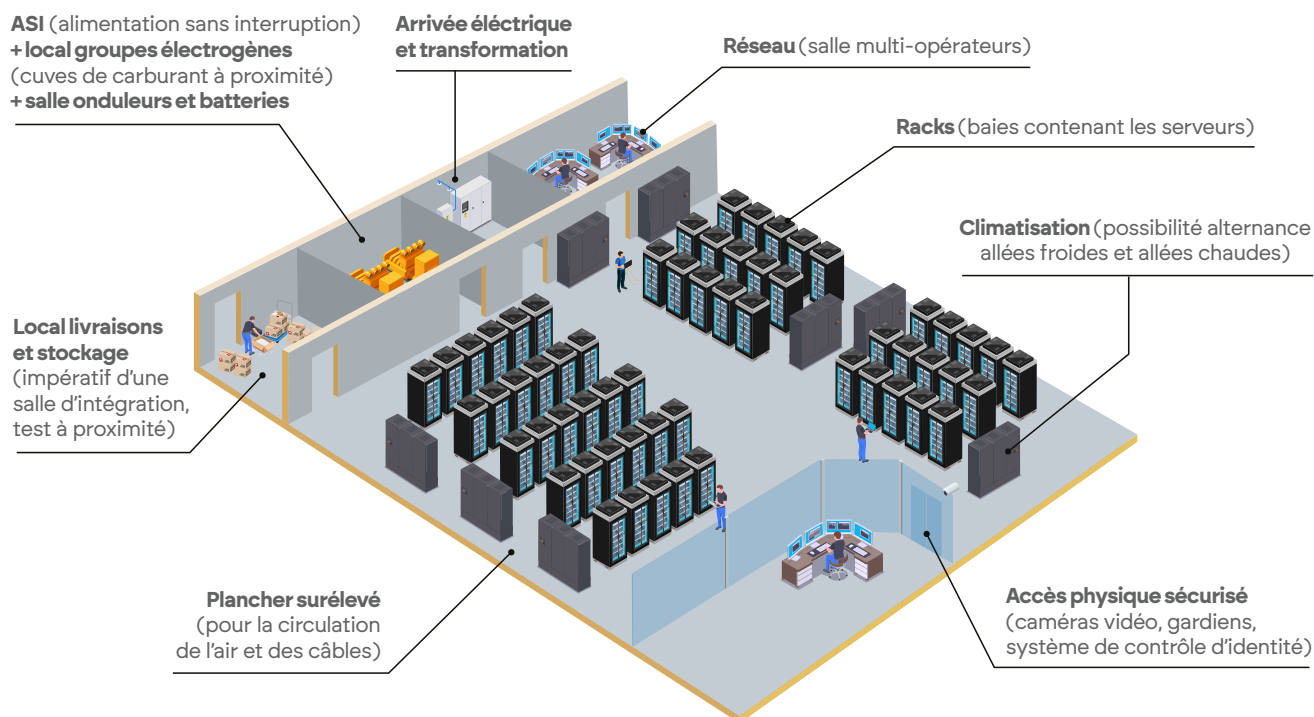 ASI (alimentation sans interruption)
+ local groupes électrogènes
(cuves de carburant à proximité)
+ salle onduleurs et batteries
Arrivée éléctrique
et transformation
Réseau (salle multi-opérateurs)
Racks (baies contenant les serveurs)
Climatisation (possibilité alternance
allées froides et allées chaudes)
Local livraisons
et stockage
(impératif d'une
salle d'intégration,
test à proximité)
Plancher surélevé
(pour la circulation
de l'air et des câbles)
Accès physique sécurisé
(caméras vidéo, gardiens,
système de contrôle d'identité)